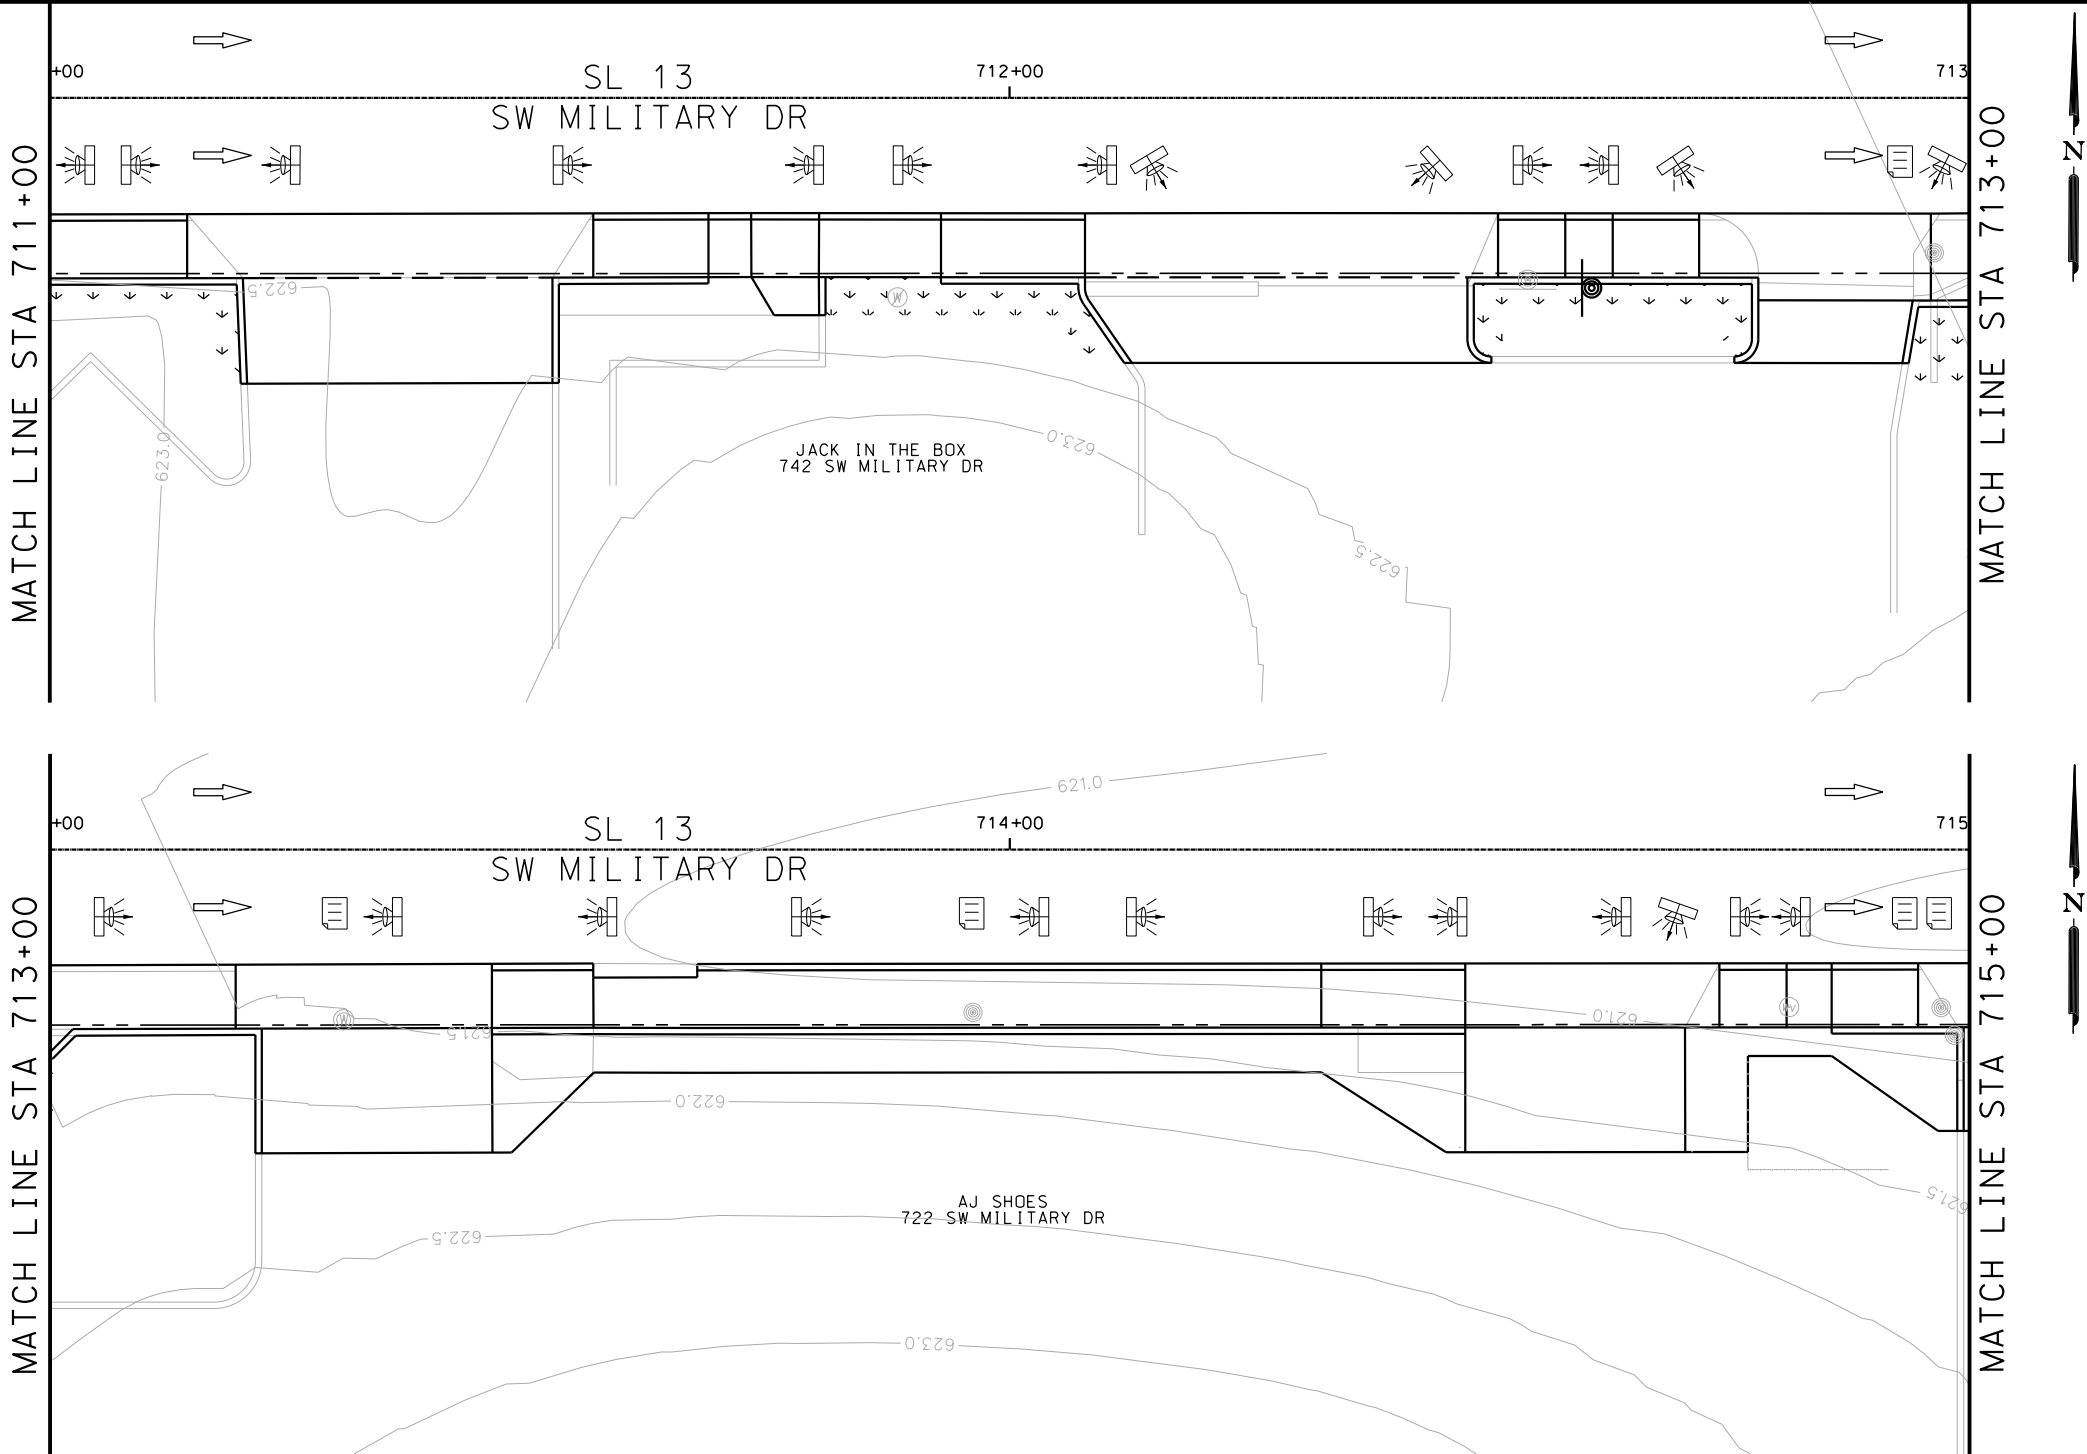 +00
SL 13
712+00
713
SW MILITARY DR
MATCH LINE STA 711+00
MATCH LINE STA 713+00
N
622.5
W
623.0
JACK IN THE BOX
742 SW MILITARY DR
623.0
622.5
621.0
+00
SL 13
714+00
715
SW MILITARY DR
MATCH LINE STA 713+00
MATCH LINE STA 715+00
N
W
621.5
621.0
W
622.0
AJ SHOES
722 SW MILITARY DR
621.5
622.5
623.0